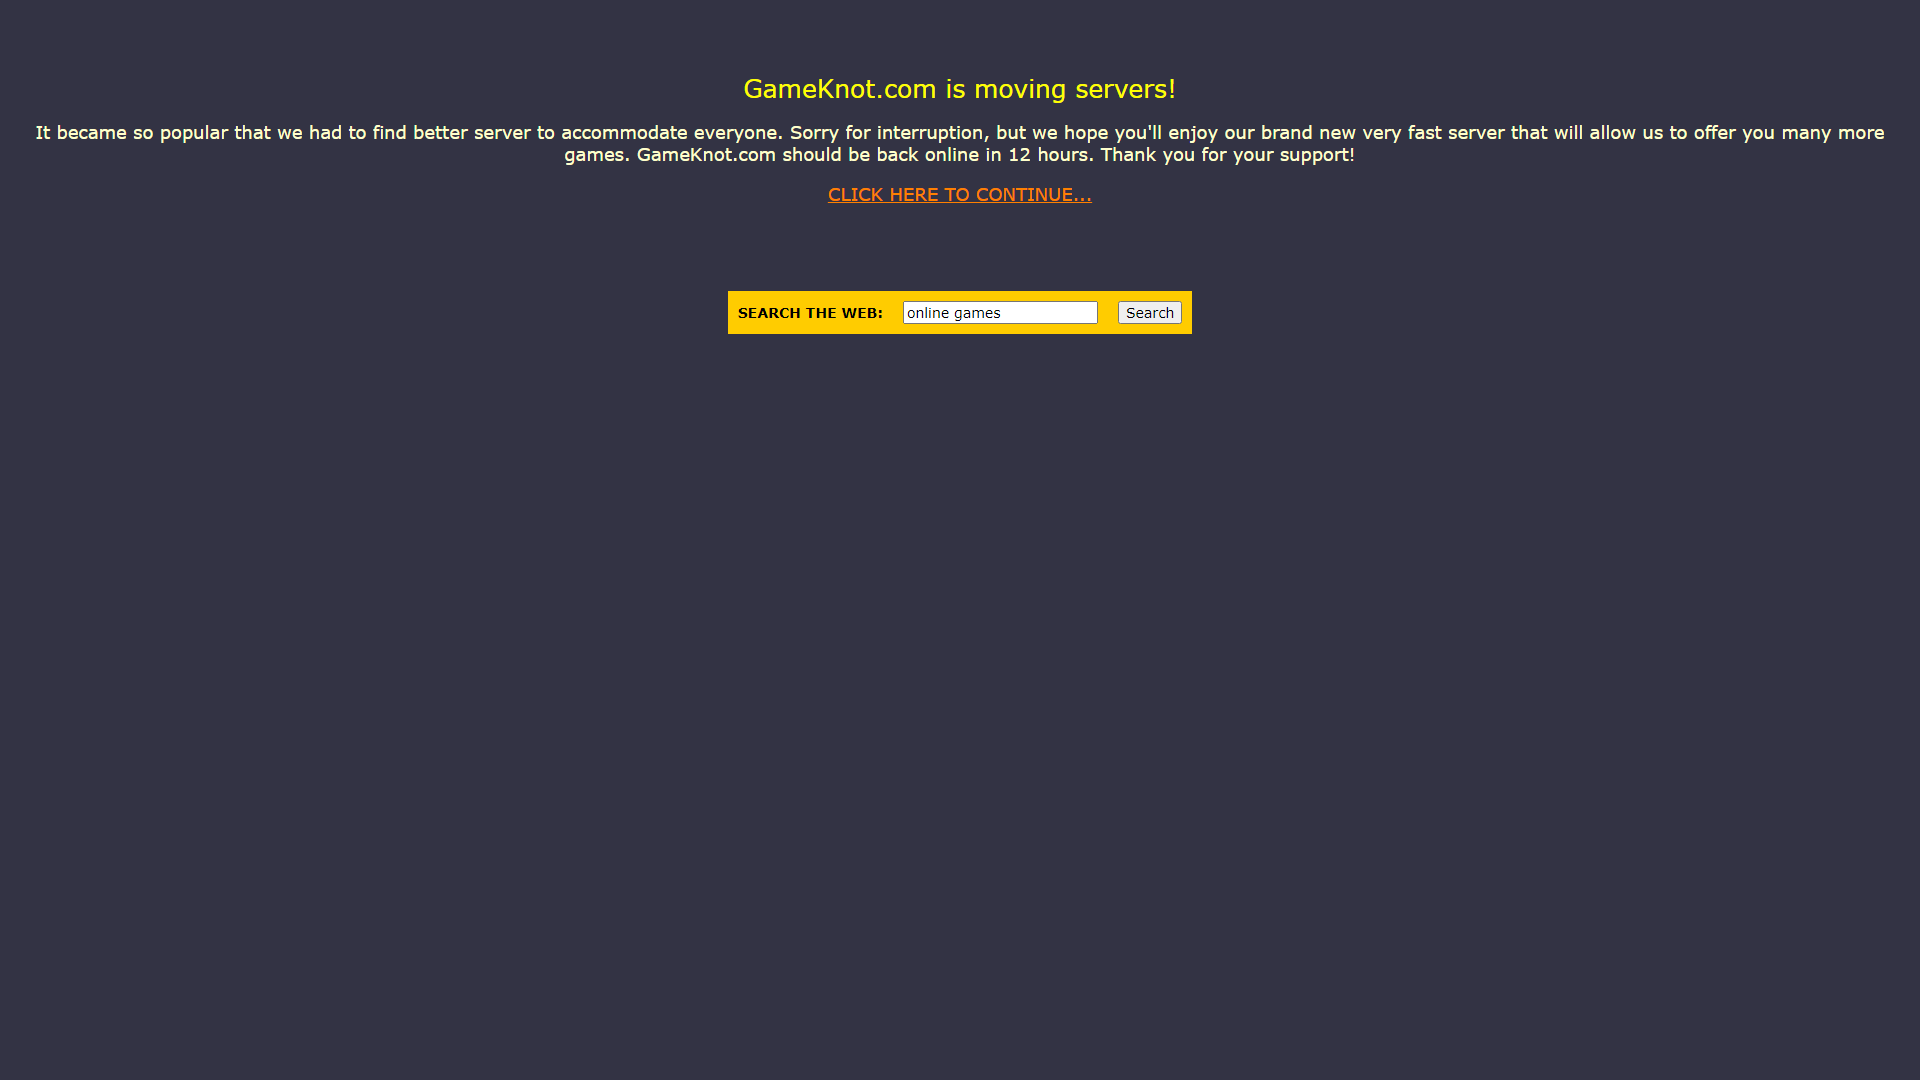 GameKnot.com is moving servers!
It became so popular that we had to find better server to accommodate everyone. Sorry for interruption, but we hope you'll enjoy our brand new very fast server that will allow us to offer you many more
games. GameKnot.com should be back online in 12 hours. Thank you for your support!
CLICK HERE TO CONTINUE...
SEARCH THE WEB: online games Search